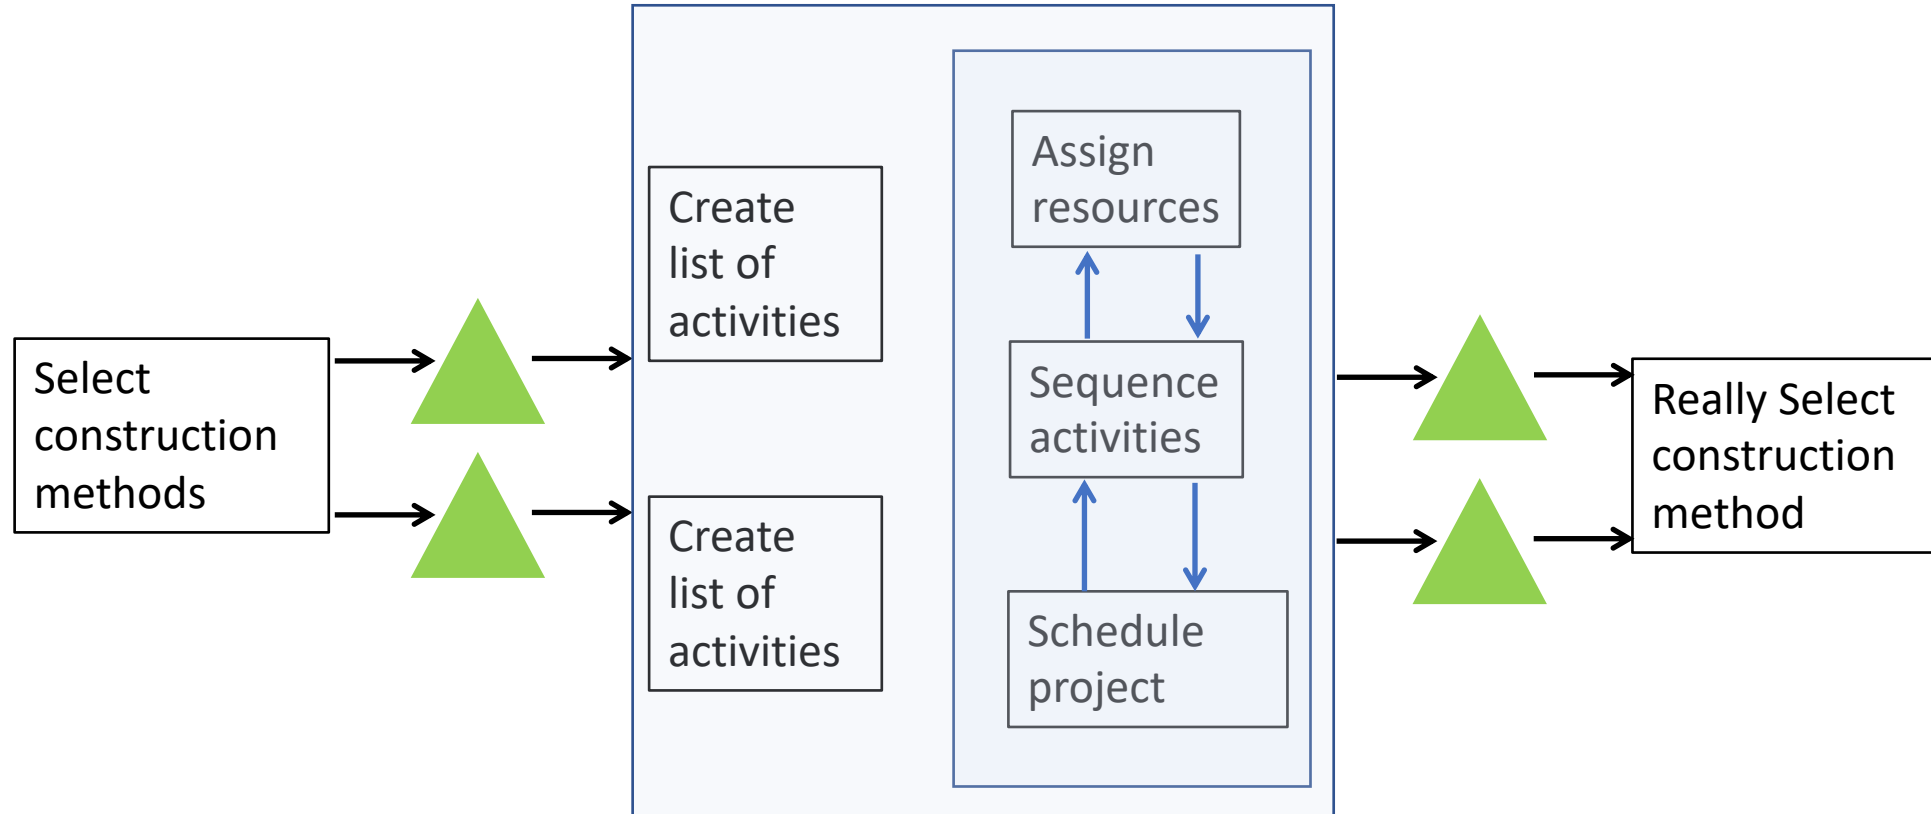 Select
construction
methods
Create
list of
activities
Create
list of
activities
Assign
resources
Sequence
activities
Schedule
project
Really Select
construction
method